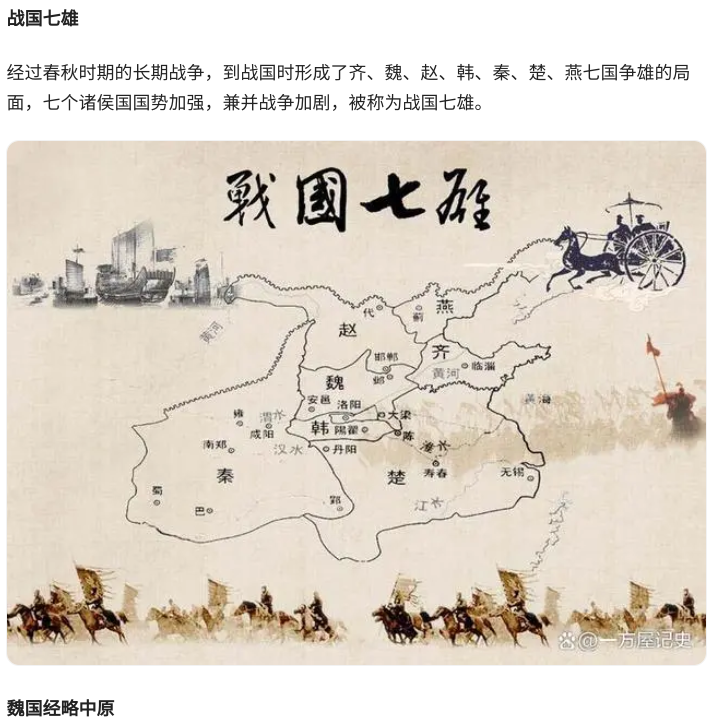 战国七雄
经过春秋时期的长期战争，到战国时形成了齐、魏、赵、韩、秦、楚、燕七国争雄的局
面，七个诸侯国国势加强，兼并战争加剧，被称为战国七雄。
戰國七雄
代
燕
蓟
赵
黄河
齐
邯郸
临淄
黄河
邺
魏
安邑
洛阳
黄海
雍
渭水
大梁
韩
陽翟
咸阳
陈
南郑
汉水
丹阳
淮水
秦
楚
寿春
无锡
蜀
郢
江水
巴
@一方屋记史
魏国经略中原